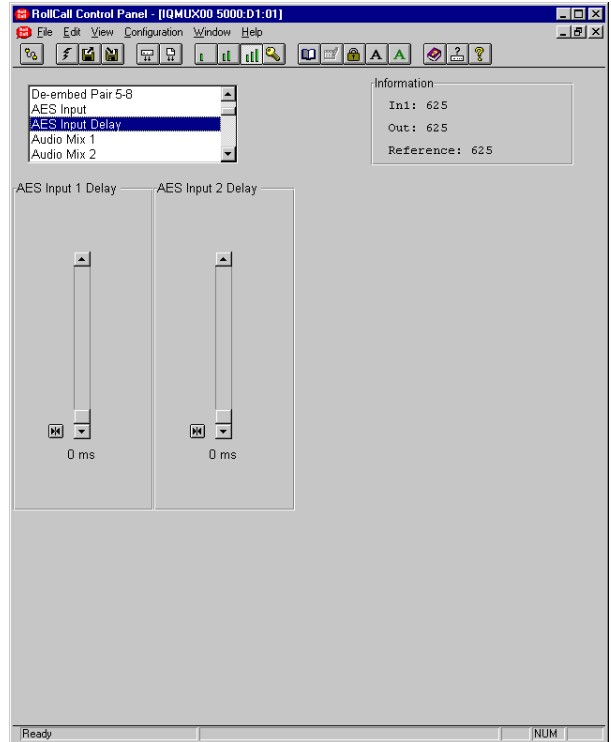 RollCall Control Panel - [IQMUX00 5000:D1:01]
File Edit View Configuration Window Help
A A
De-embed Pair 5-8
AES Input
AES Input Delay
Audio Mix 1
Audio Mix 2
Information
In1: 625
Out: 625
Reference: 625
AES Input 1 Delay
AES Input 2 Delay
0 ms
0 ms
Ready
NUM